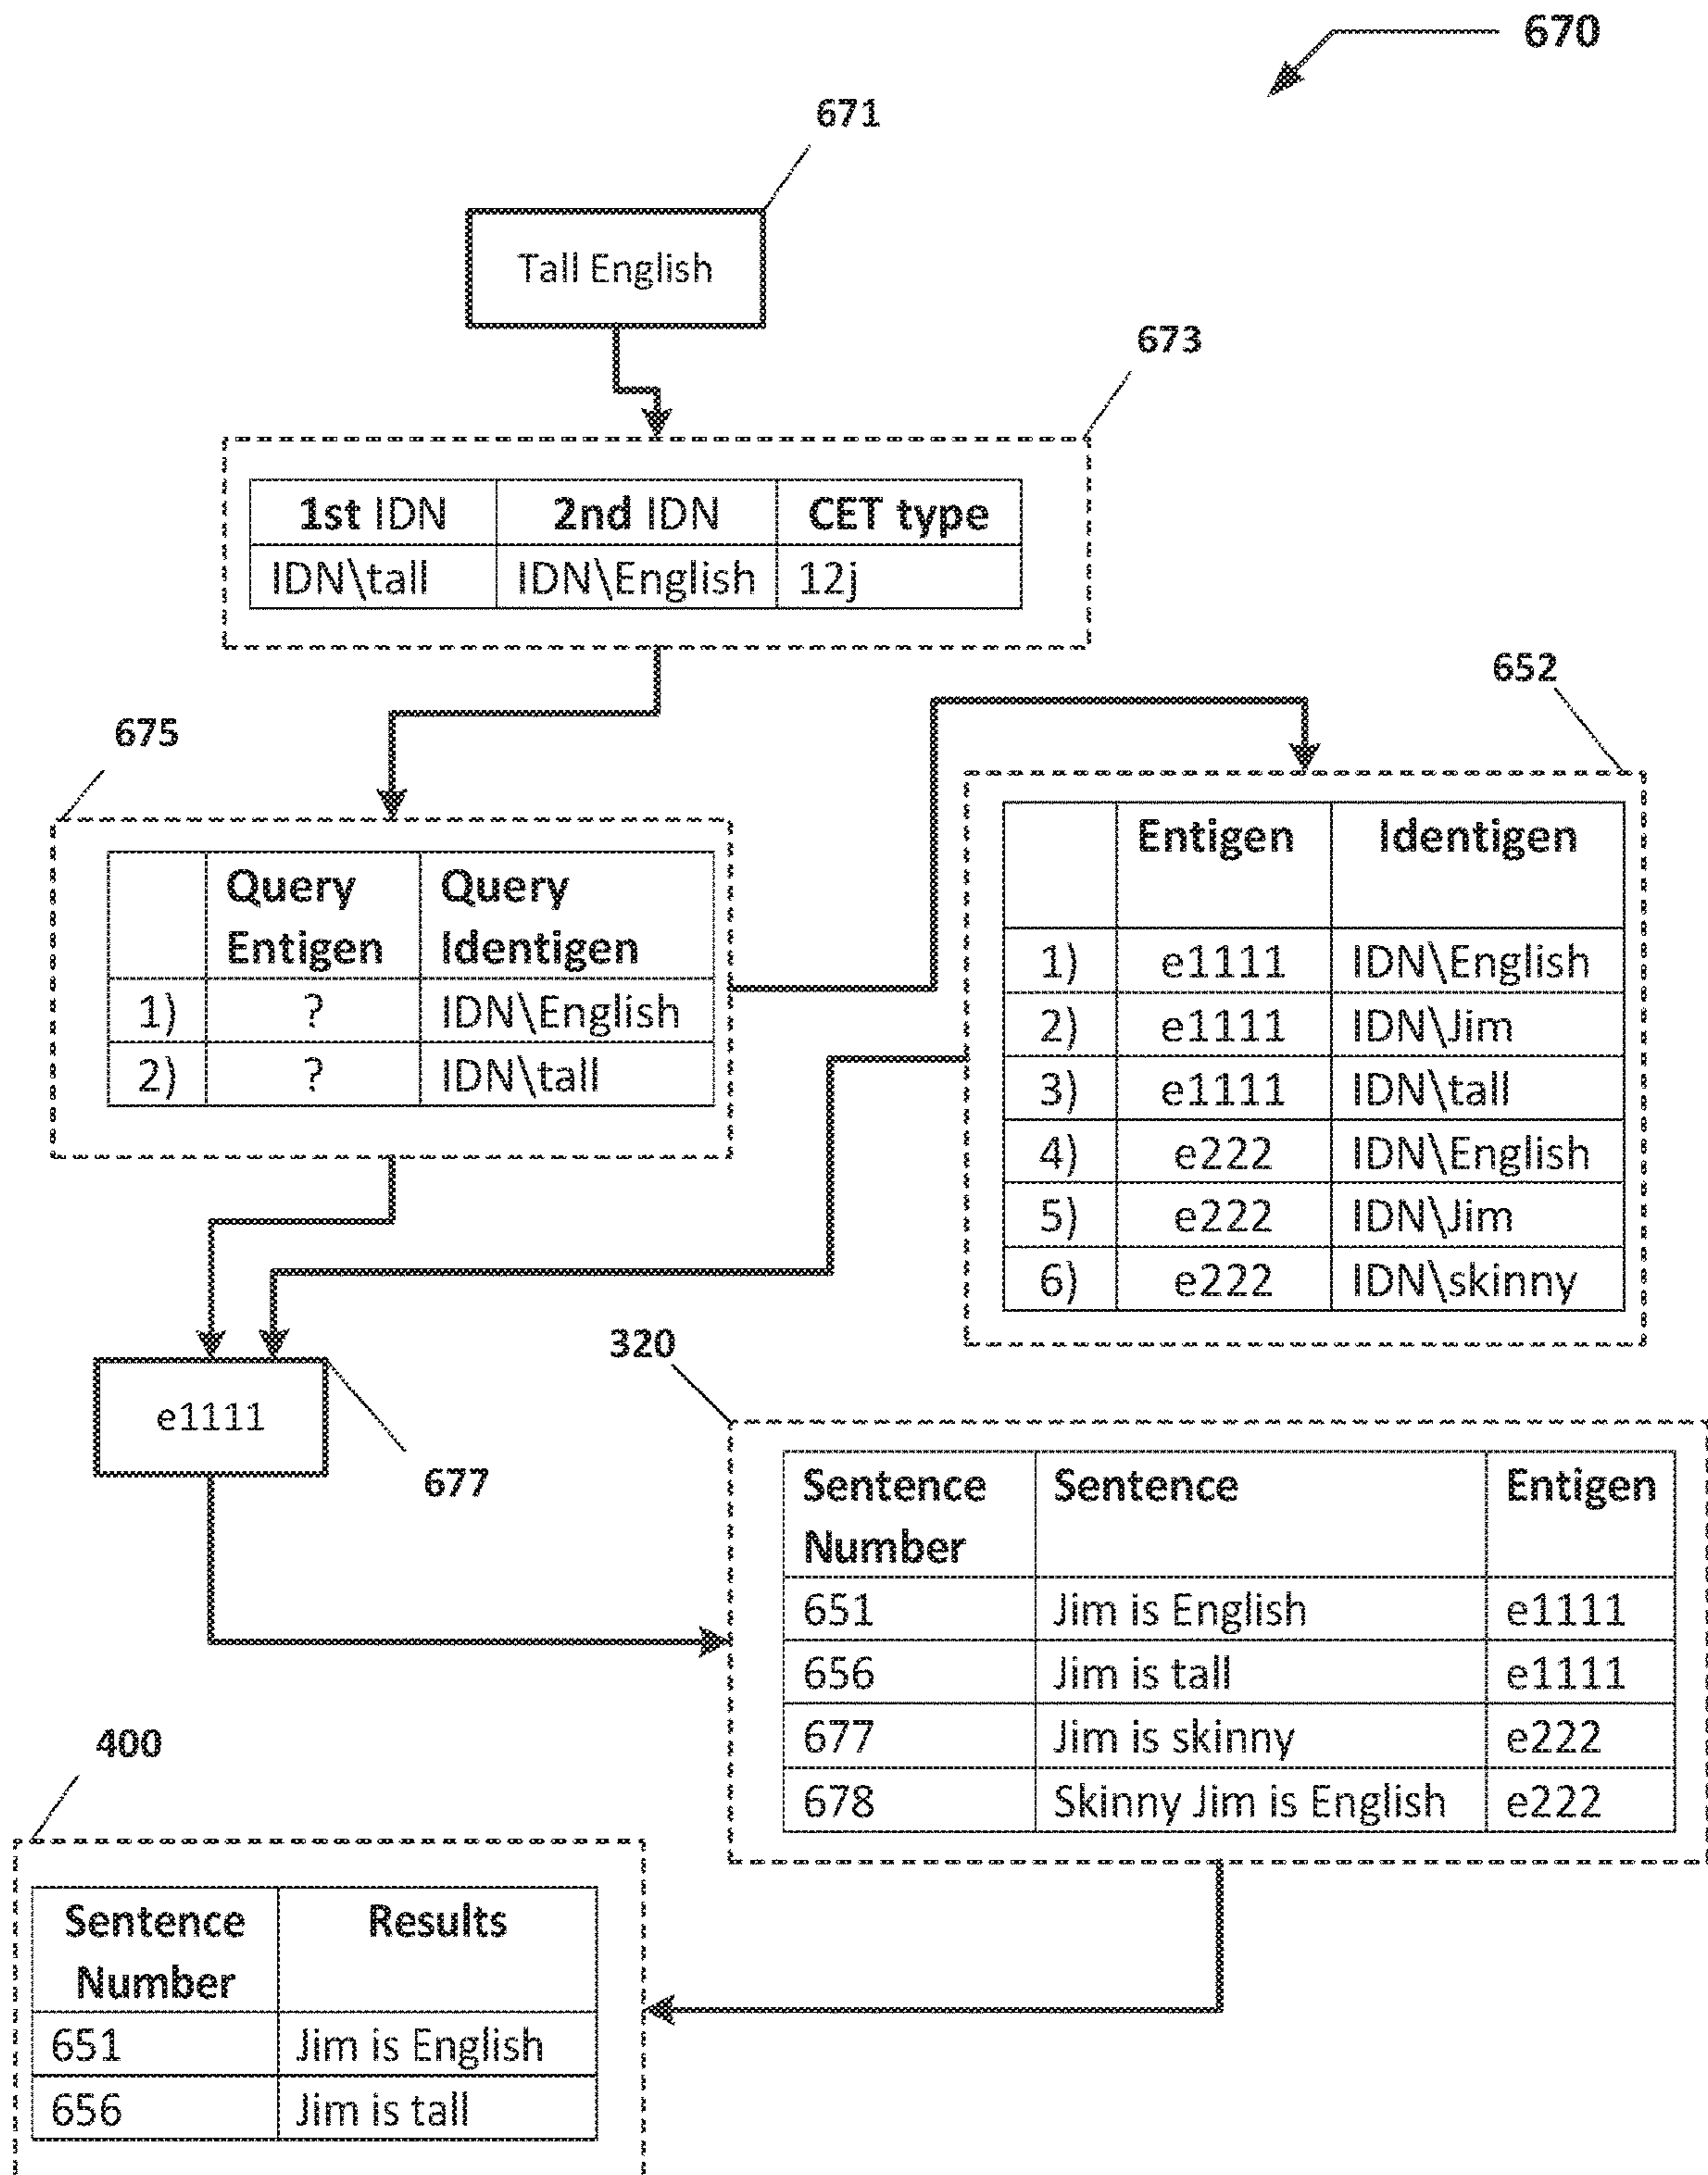 670
671
Tall English
673
1st IDN 2nd IDN CET type
IDN\tall IDN\English 12j
652
675
Query Entigen Query Identigen
1) ? IDN\English
2) ? IDN\tall
Entigen Identigen
1) e1111 IDN\English
2) e1111 IDN\Jim
3) e1111 IDN\tall
4) e222 IDN\English
5) e222 IDN\Jim
6) e222 IDN\skinny
e1111
677
320
Sentence Number Sentence Entigen
651 Jim is English e1111
656 Jim is tall e1111
677 Jim is skinny e222
678 Skinny Jim is English e222
400
Sentence Number Results
651 Jim is English
656 Jim is tall